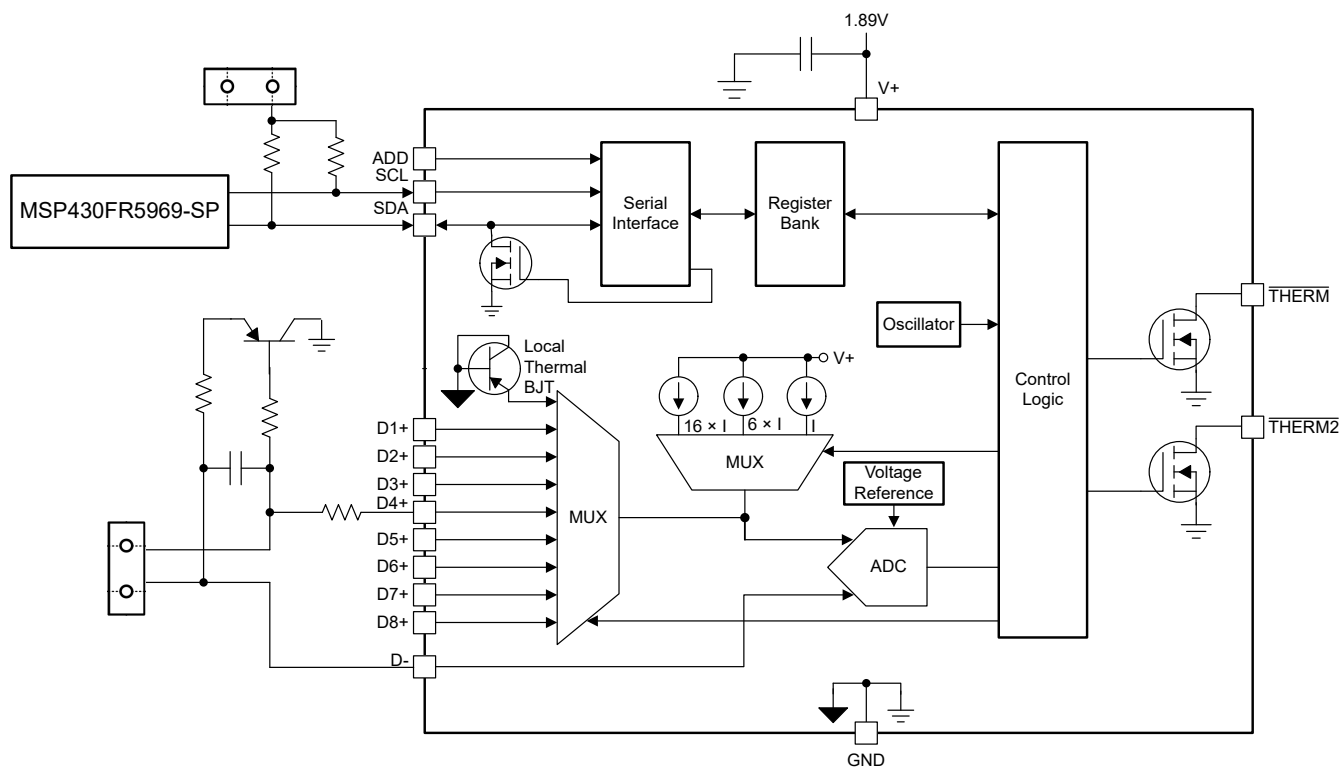 1.89V
V+
ADD
SCL
SDA
MSP430FR5969-SP
Serial
Interface
Register
Bank
Oscillator
Control
Logic
THERM
THERM2
Local
Thermal
BJT
V+
16 × I
6 × I
I
MUX
Voltage
Reference
ADC
MUX
D1+
D2+
D3+
D4+
D5+
D6+
D7+
D8+
D-
GND